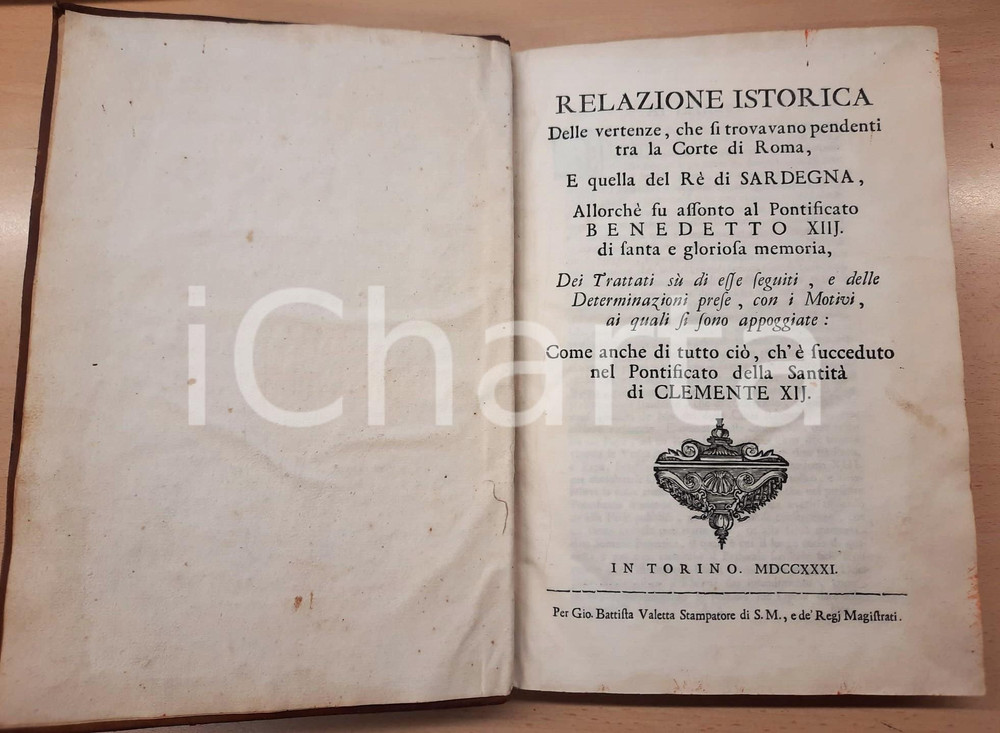 RELAZIONE ISTORICA
Delle vertenze, che ſi trovavano pendenti
tra la Corte di Roma,
E quella del Rè di SARDEGNA,
Allorchè fu aſſonto al Pontificato
BENEDETTO XIIJ.
di ſanta e glorioſa memoria,
Dei Trattati sù di eſſe ſeguiti, e delle
Determinazioni preſe, con i Motivi,
ai quali ſi ſono appoggiate:
Come anche di tutto ciò, ch'è ſucceduto
nel Pontificato della Santità
di CLEMENTE XIJ.
IN TORINO. MDCCXXXI.
Per Gio. Battiſta Valetta Stampatore di S. M., e de' Regj Magiſtrati.
iCharta